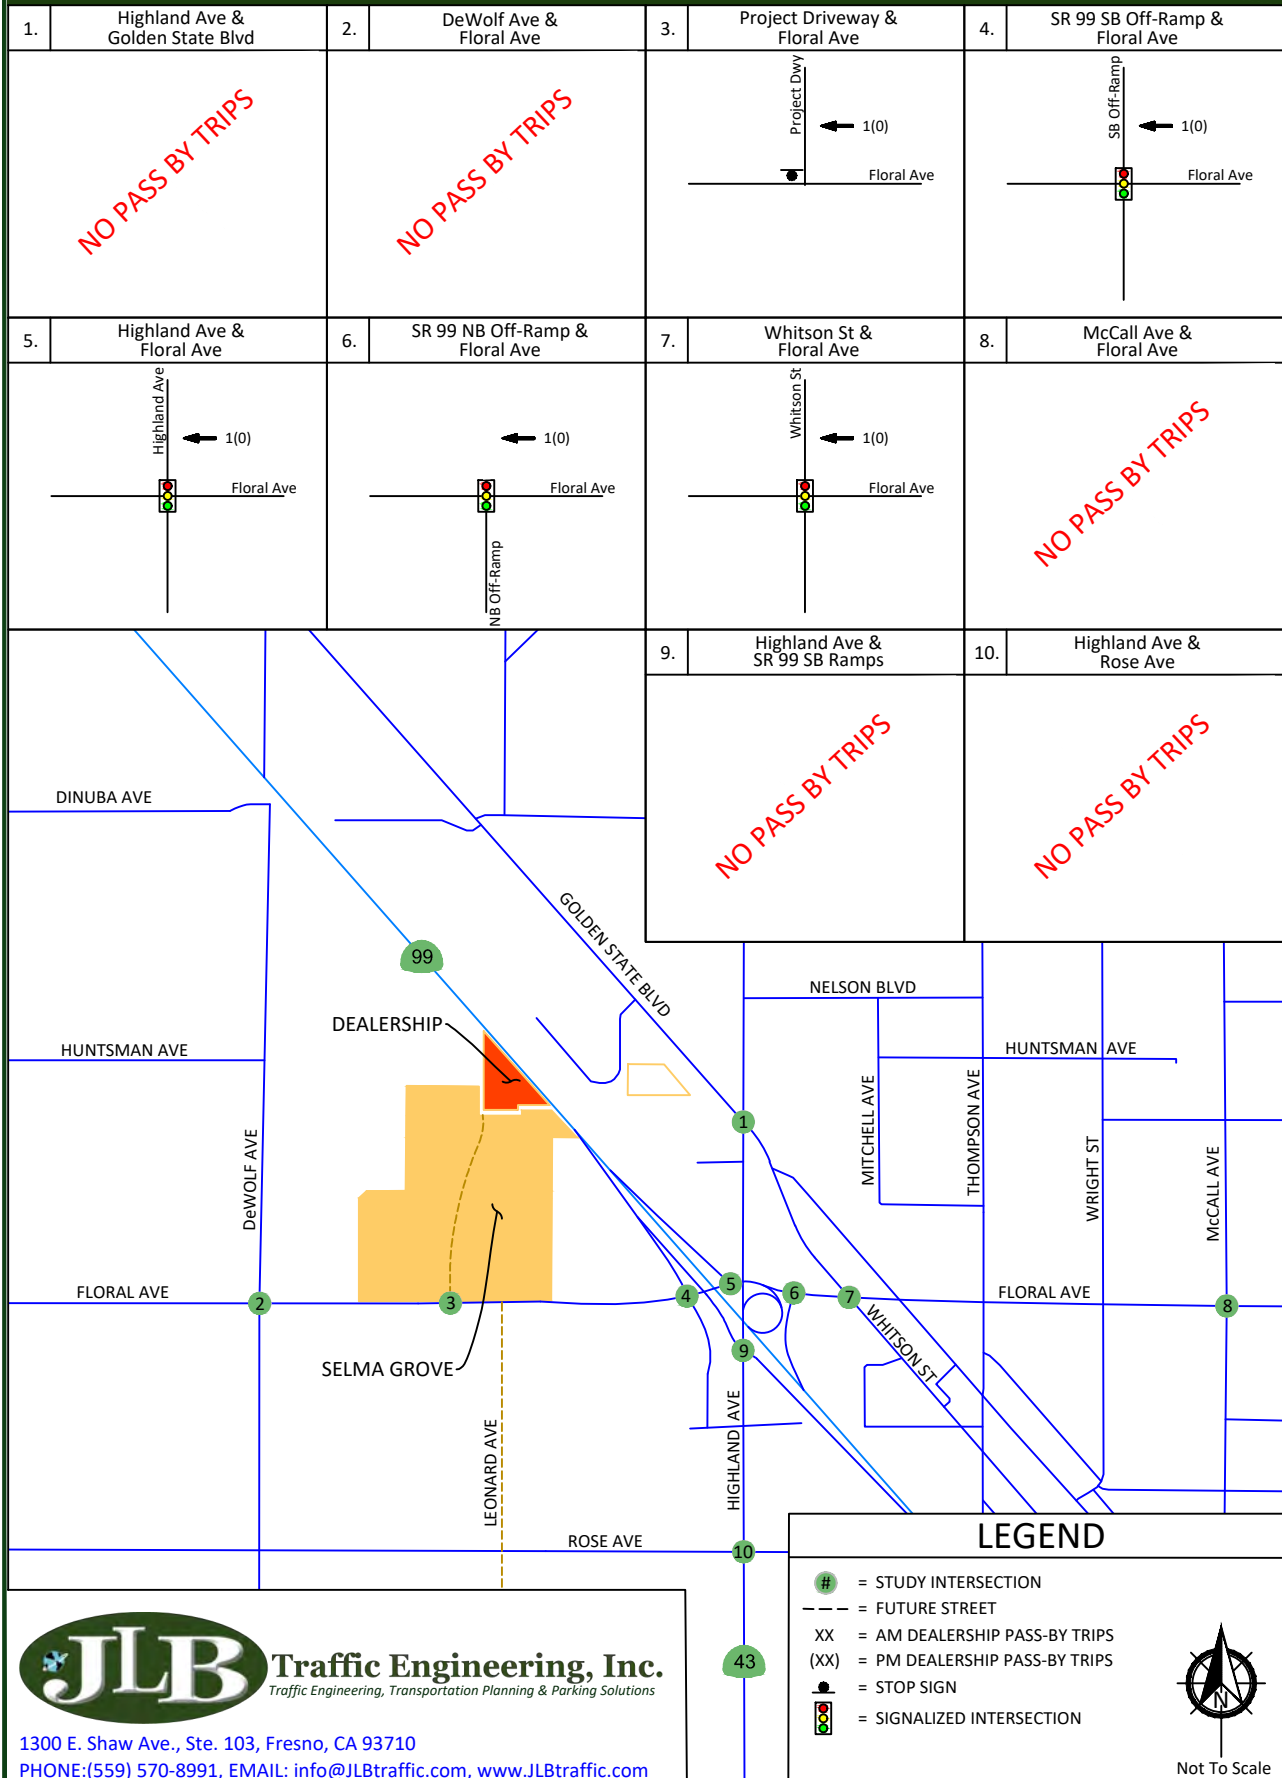 1.
Highland Ave &
Golden State Blvd
NO PASS BY TRIPS
2.
DeWolf Ave &
Floral Ave
NO PASS BY TRIPS
3.
Project Driveway &
Floral Ave
Project Dwy
1(0)
Floral Ave
4.
SR 99 SB Off-Ramp &
Floral Ave
SB Off-Ramp
1(0)
Floral Ave
5.
Highland Ave &
Floral Ave
Highland Ave
1(0)
Floral Ave
6.
SR 99 NB Off-Ramp &
Floral Ave
1(0)
Floral Ave
NB Off-Ramp
7.
Whitson St &
Floral Ave
Whitson St
1(0)
Floral Ave
8.
McCall Ave &
Floral Ave
NO PASS BY TRIPS
9.
Highland Ave &
SR 99 SB Ramps
NO PASS BY TRIPS
10.
Highland Ave &
Rose Ave
NO PASS BY TRIPS
DINUBA AVE
GOLDEN STATE BLVD
99
NELSON BLVD
DEALERSHIP
HUNTSMAN AVE
HUNTSMAN AVE
MITCHELL AVE
THOMPSON AVE
WRIGHT ST
McCALL AVE
DeWOLF AVE
1
FLORAL AVE
2
3
4
5
6
7
FLORAL AVE
8
WHITSON ST
9
SELMA GROVE
LEONARD AVE
HIGHLAND AVE
ROSE AVE
10
43
LEGEND
# = STUDY INTERSECTION
= FUTURE STREET
XX = AM DEALERSHIP PASS-BY TRIPS
(XX) = PM DEALERSHIP PASS-BY TRIPS
= STOP SIGN
= SIGNALIZED INTERSECTION
N
Not To Scale
JLB
Traffic Engineering, Inc.
Traffic Engineering, Transportation Planning & Parking Solutions
1300 E. Shaw Ave., Ste. 103, Fresno, CA 93710
PHONE:(559) 570-8991, EMAIL: info@JLBtraffic.com, www.JLBtraffic.com